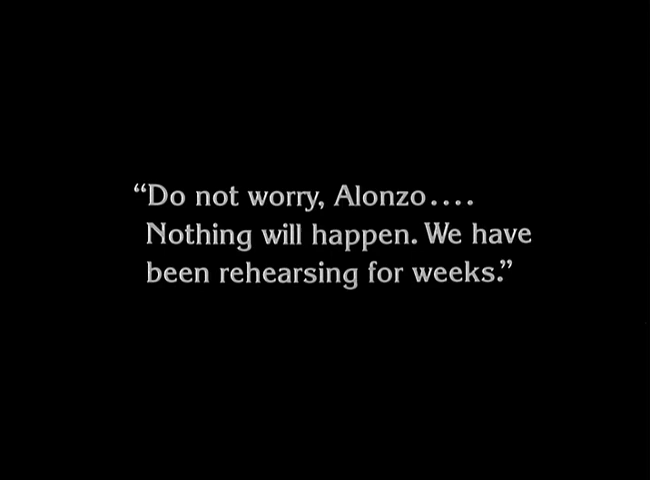 “Do not worry, Alonzo....
Nothing will happen. We have
been rehearsing for weeks.”